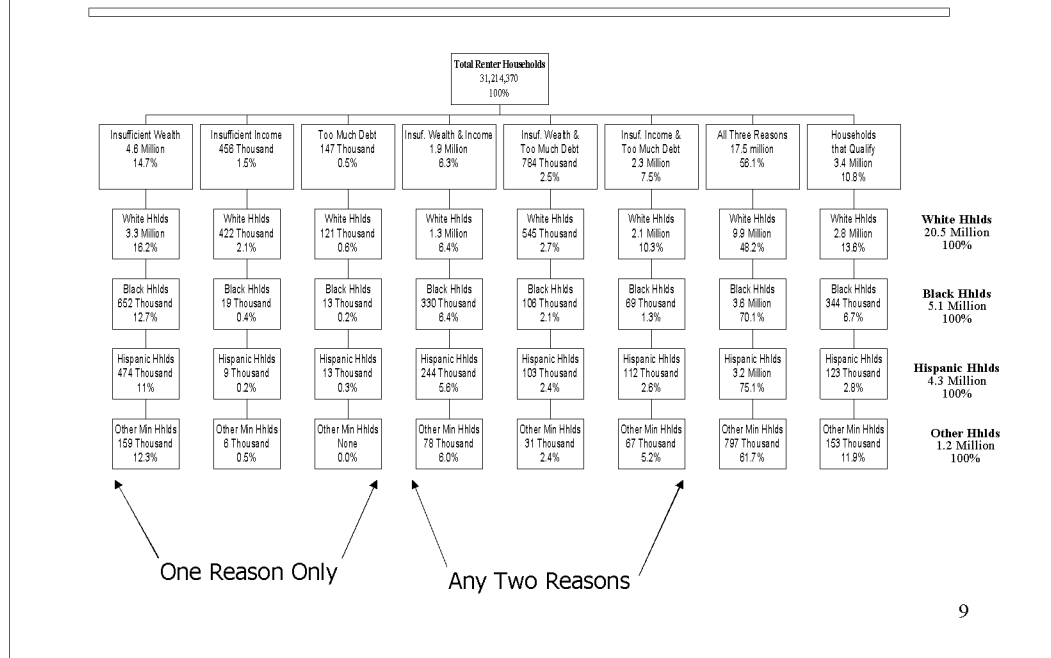 Total Renter Households
31,214,370
100%
Insufficient Wealth
4.6 Million
14.7%
Insufficient Income
456 Thousand
1.5%
Too Much Debt
147 Thousand
0.5%
Insuf. Wealth & Income
1.9 Million
6.3%
Insuf. Wealth &
Too Much Debt
784 Thousand
2.5%
Insuf. Income &
Too Much Debt
2.3 Million
7.5%
All Three Reasons
17.5 million
56.1%
Households
that Qualify
3.4 Million
10.8%
White Hhlds
3.3 Million
16.2%
White Hhlds
422 Thousand
2.1%
White Hhlds
121 Thousand
0.6%
White Hhlds
1.3 Million
6.4%
White Hhlds
545 Thousand
2.7%
White Hhlds
2.1 Million
10.3%
White Hhlds
9.9 Million
48.2%
White Hhlds
2.8 Million
13.6%
White Hhlds
20.5 Million
100%
Black Hhlds
652 Thousand
12.7%
Black Hhlds
19 Thousand
0.4%
Black Hhlds
13 Thousand
0.2%
Black Hhlds
330 Thousand
6.4%
Black Hhlds
106 Thousand
2.1%
Black Hhlds
69 Thousand
1.3%
Black Hhlds
3.6 Million
70.1%
Black Hhlds
344 Thousand
6.7%
Black Hhlds
5.1 Million
100%
Hispanic Hhlds
474 Thousand
11%
Hispanic Hhlds
9 Thousand
0.2%
Hispanic Hhlds
13 Thousand
0.3%
Hispanic Hhlds
244 Thousand
5.6%
Hispanic Hhlds
103 Thousand
2.4%
Hispanic Hhlds
112 Thousand
2.6%
Hispanic Hhlds
3.2 Million
75.1%
Hispanic Hhlds
123 Thousand
2.8%
Hispanic Hhlds
4.3 Million
100%
Other Min Hhlds
159 Thousand
12.3%
Other Min Hhlds
6 Thousand
0.5%
Other Min Hhlds
None
0.0%
Other Min Hhlds
78 Thousand
6.0%
Other Min Hhlds
31 Thousand
2.4%
Other Min Hhlds
67 Thousand
5.2%
Other Min Hhlds
797 Thousand
61.7%
Other Min Hhlds
153 Thousand
11.9%
Other Hhlds
1.2 Million
100%
One Reason Only
Any Two Reasons
9